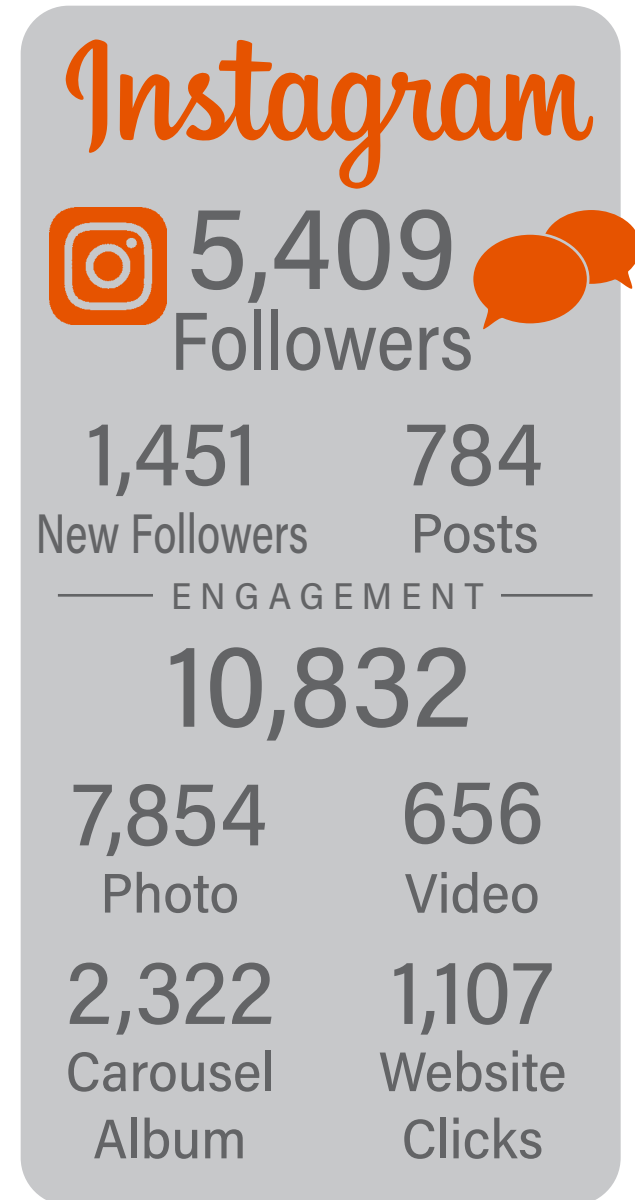 Instagram
5,409
Followers
1,451 784
New Followers Posts
ENGAGEMENT
10,832
7,854 656
Photo Video
2,322 1,107
Carousel Website
Album Clicks